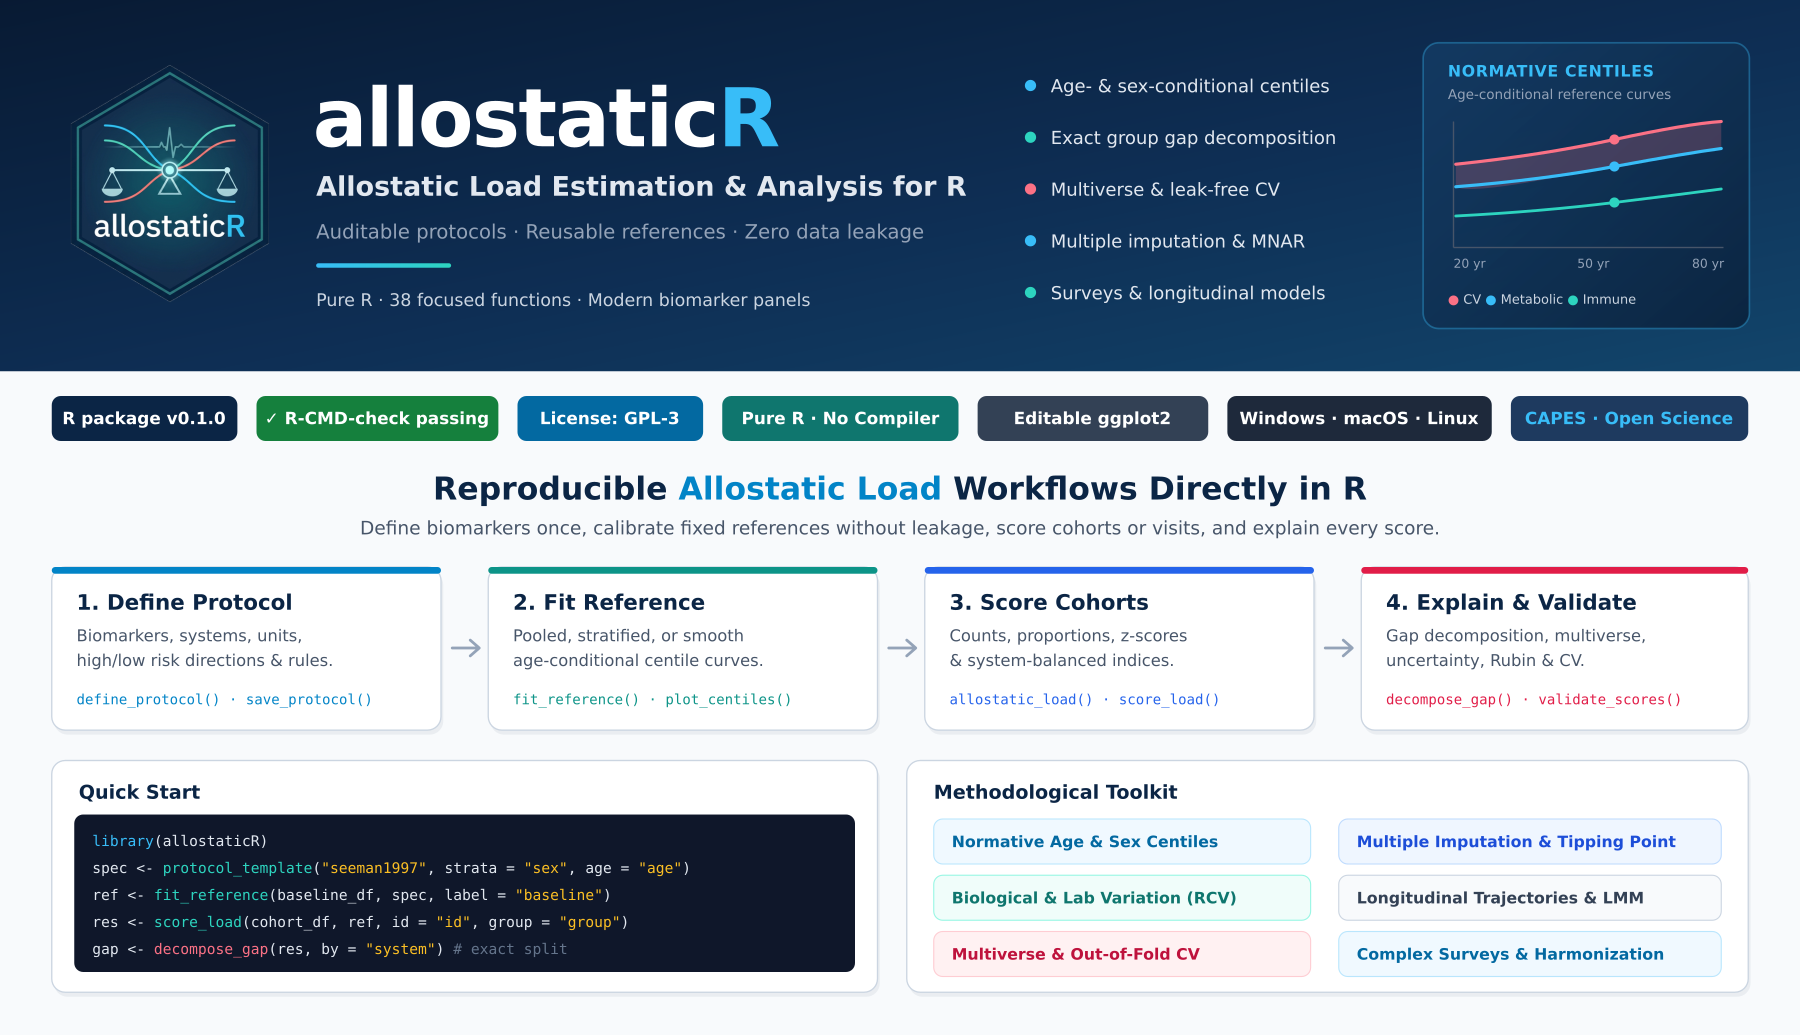 allostaticR
allostaticR
Allostatic Load Estimation & Analysis for R
Auditable protocols · Reusable references · Zero data leakage
Pure R · 38 focused functions · Modern biomarker panels
Age- & sex-conditional centiles
Exact group gap decomposition
Multiverse & leak-free CV
Multiple imputation & MNAR
Surveys & longitudinal models
NORMATIVE CENTILES
Age-conditional reference curves
20 yr 50 yr 80 yr
CV Metabolic Immune
R package v0.1.0
✓ R-CMD-check passing
License: GPL-3
Pure R · No Compiler
Editable ggplot2
Windows · macOS · Linux
CAPES · Open Science
Reproducible Allostatic Load Workflows Directly in R
Define biomarkers once, calibrate fixed references without leakage, score cohorts or visits, and explain every score.
1. Define Protocol
Biomarkers, systems, units,
high/low risk directions & rules.
define_protocol() · save_protocol()
2. Fit Reference
Pooled, stratified, or smooth
age-conditional centile curves.
fit_reference() · plot_centiles()
3. Score Cohorts
Counts, proportions, z-scores
& system-balanced indices.
allostatic_load() · score_load()
4. Explain & Validate
Gap decomposition, multiverse,
uncertainty, Rubin & CV.
decompose_gap() · validate_scores()
Quick Start
library(allostaticR)
spec <- protocol_template("seeman1997", strata = "sex", age = "age")
ref <- fit_reference(baseline_df, spec, label = "baseline")
res <- score_load(cohort_df, ref, id = "id", group = "group")
gap <- decompose_gap(res, by = "system") # exact split
Methodological Toolkit
Normative Age & Sex Centiles
Multiple Imputation & Tipping Point
Biological & Lab Variation (RCV)
Longitudinal Trajectories & LMM
Multiverse & Out-of-Fold CV
Complex Surveys & Harmonization